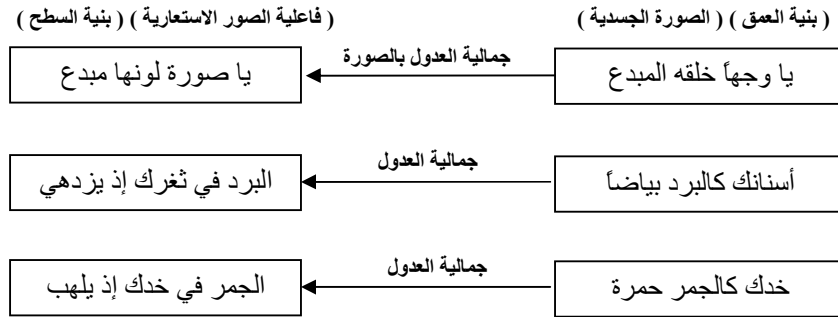 ( بنية العمق ) ( الصورة الجسدية ) ( فاعلية الصور الاستعارية ) ( بنية السطح )
يا وجهاً خلقه المبدع جمالية العدول بالصورة يا صورة لونها مبدع
أسنانك كالبرد بياضاً جمالية العدول البرد في ثغرك إذ يزدهي
خدك كالجمر حمرة جمالية العدول الجمر في خدك إذ يلهب